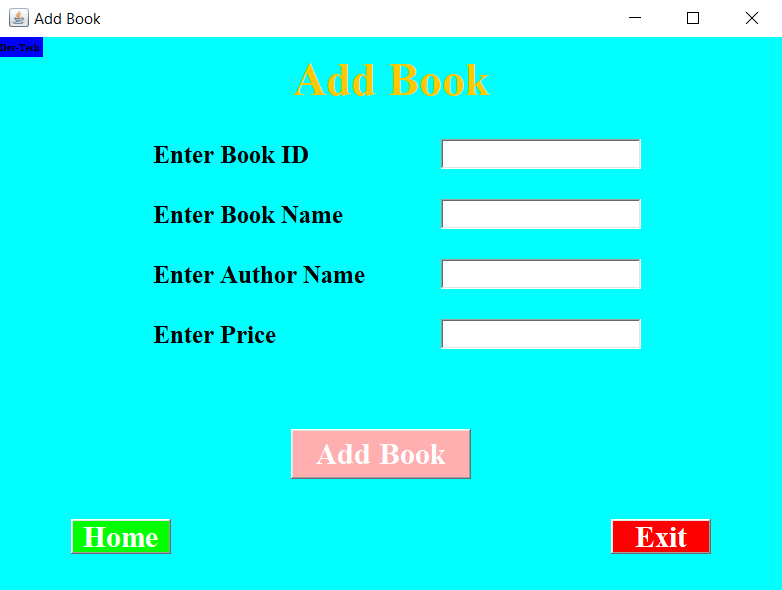 Add Book
Dev-Tech
Add Book
Enter Book ID
Enter Book Name
Enter Author Name
Enter Price
Add Book
Home
Exit